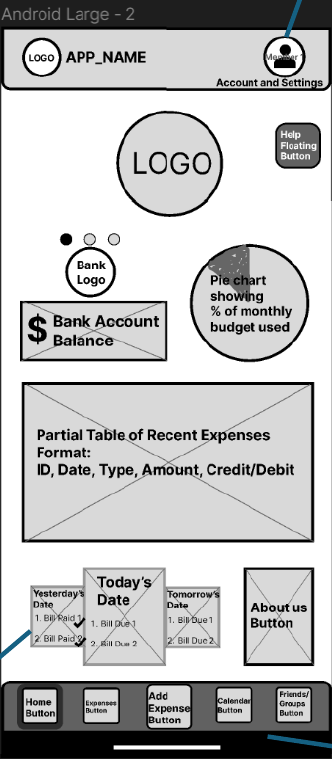 Android Large - 2
LOGO
APP_NAME
Account and Settings
LOGO
Help
Floating
Button
Bank
Logo
$
Bank Account
Balance
Pie chart
showing
% of monthly
budget used
Partial Table of Recent Expenses
Format:
ID, Date, Type, Amount, Credit/Debit
Yesterday's
Date
1. Bill Paid 1
2. Bill Paid 2
Today's
Date
1. Bill Due 1
2. Bill Due 2
Tomorrow's
Date
1. Bill Due 1
2. Bill Due 2
About us
Button
Home
Button
Expenses
Button
Add
Expense
Button
Calendar
Button
Friends/
Groups
Button